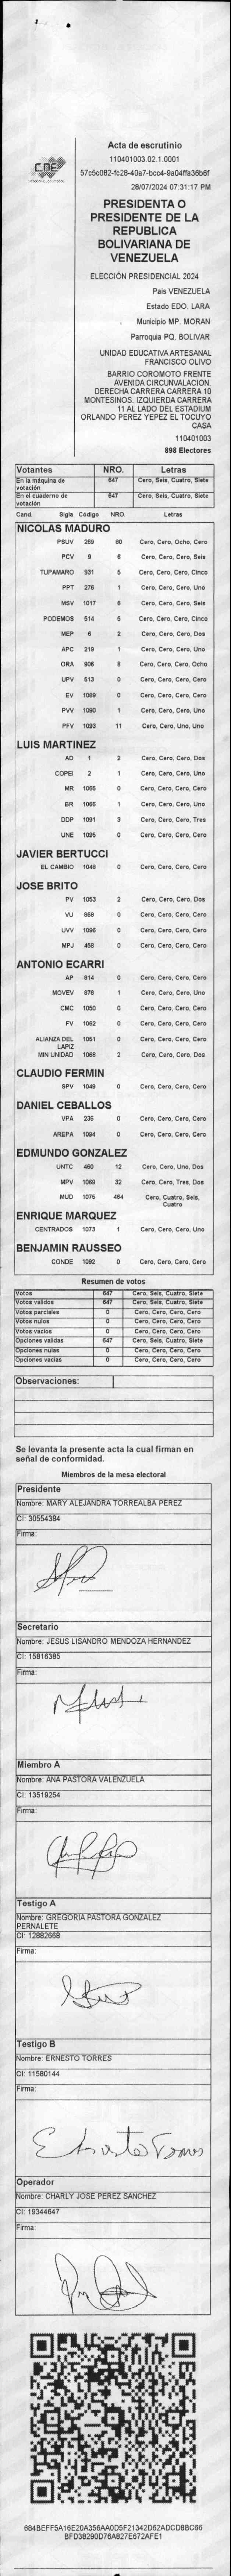 CNE
Acta de escrutinio
110401003.02.1.0001
57c5c082-fc28-40a7-bcc4-9a04ffa36b6f
28/07/2024 07:31:17 PM
PRESIDENTA O
PRESIDENTE DE LA
REPUBLICA
BOLIVARIANA DE
VENEZUELA
ELECCIÓN PRESIDENCIAL 2024
Pais VENEZUELA
Estado EDO. LARA
Municipio MP. MORAN
Parroquia PQ. BOLIVAR
UNIDAD EDUCATIVA ARTESANAL
FRANCISCO OLIVO
BARRIO COROMOTO FRENTE
AVENIDA CIRCUNVALACION.
DERECHA CARRERA CARRERA 10
MONTESINOS. IZQUIERDA CARRERA
11 AL LADO DEL ESTADIUM
ORLANDO PEREZ YEPEZ EL TOCUYO
CASA
110401003
898 Electores
Votantes NRO. Letras
En la máquina de votación 647 Cero, Seis, Cuatro, Siete
En el cuaderno de votación 647 Cero, Seis, Cuatro, Siete
Cand. Sigla Código NRO. Letras
NICOLAS MADURO
PSUV 269 80 Cero, Cero, Ocho, Cero
PCV 9 6 Cero, Cero, Cero, Seis
TUPAMARO 931 5 Cero, Cero, Cero, Cinco
PPT 276 1 Cero, Cero, Cero, Uno
MSV 1017 6 Cero, Cero, Cero, Seis
PODEMOS 514 5 Cero, Cero, Cero, Cinco
MEP 6 2 Cero, Cero, Cero, Dos
APC 219 1 Cero, Cero, Cero, Uno
ORA 906 8 Cero, Cero, Cero, Ocho
UPV 513 0 Cero, Cero, Cero, Cero
EV 1089 0 Cero, Cero, Cero, Cero
PVV 1090 1 Cero, Cero, Cero, Uno
PFV 1093 11 Cero, Cero, Uno, Uno
LUIS MARTINEZ
AD 1 2 Cero, Cero, Cero, Dos
COPEI 2 1 Cero, Cero, Cero, Uno
MR 1065 0 Cero, Cero, Cero, Cero
BR 1066 1 Cero, Cero, Cero, Uno
DDP 1091 3 Cero, Cero, Cero, Tres
UNE 1095 0 Cero, Cero, Cero, Cero
JAVIER BERTUCCI
EL CAMBIO 1048 0 Cero, Cero, Cero, Cero
JOSE BRITO
PV 1053 2 Cero, Cero, Cero, Dos
VU 868 0 Cero, Cero, Cero, Cero
UVV 1096 0 Cero, Cero, Cero, Cero
MPJ 458 0 Cero, Cero, Cero, Cero
ANTONIO ECARRI
AP 914 0 Cero, Cero, Cero, Cero
MOVEV 879 1 Cero, Cero, Cero, Uno
CMC 1050 0 Cero, Cero, Cero, Cero
FV 1062 0 Cero, Cero, Cero, Cero
ALIANZA DEL LAPIZ 1051 0 Cero, Cero, Cero, Cero
MIN UNIDAD 1068 2 Cero, Cero, Cero, Dos
CLAUDIO FERMIN
SPV 1049 0 Cero, Cero, Cero, Cero
DANIEL CEBALLOS
VPA 236 0 Cero, Cero, Cero, Cero
AREPA 1094 0 Cero, Cero, Cero, Cero
EDMUNDO GONZALEZ
UNTC 460 12 Cero, Cero, Uno, Dos
MPV 1069 32 Cero, Cero, Tres, Dos
MUD 1075 464 Cero, Cuatro, Seis, Cuatro
ENRIQUE MARQUEZ
CENTRADOS 1073 1 Cero, Cero, Cero, Uno
BENJAMIN RAUSSEO
CONDE 1092 0 Cero, Cero, Cero, Cero
Resumen de votos
Votos 647 Cero, Seis, Cuatro, Siete
Votos validos 647 Cero, Seis, Cuatro, Siete
Votos parciales 0 Cero, Cero, Cero, Cero
Votos nulos 0 Cero, Cero, Cero, Cero
Votos vacios 0 Cero, Cero, Cero, Cero
Opciones validas 647 Cero, Seis, Cuatro, Siete
Opciones nulas 0 Cero, Cero, Cero, Cero
Opciones vacias 0 Cero, Cero, Cero, Cero
Observaciones:
Se levanta la presente acta la cual firman en
señal de conformidad.
Miembros de la mesa electoral
Presidente
Nombre: MARY ALEJANDRA TORREALBA PEREZ
CI: 30554384
Firma:
Secretario
Nombre: JESUS LISANDRO MENDOZA HERNANDEZ
CI: 15816385
Firma:
Miembro A
Nombre: ANA PASTORA VALENZUELA
CI: 13519254
Firma:
Testigo A
Nombre: GREGORIA PASTORA GONZALEZ
PERNALETE
CI: 12882668
Firma:
Testigo B
Nombre: ERNESTO TORRES
CI: 11580144
Firma:
Ernesto Torres
Operador
Nombre: CHARLY JOSE PEREZ SANCHEZ
CI: 19344647
Firma:
684BEFF5A16E20A356AA0D5F21342D62ADCD8BC66
BFD38290D76A827E672AFE1